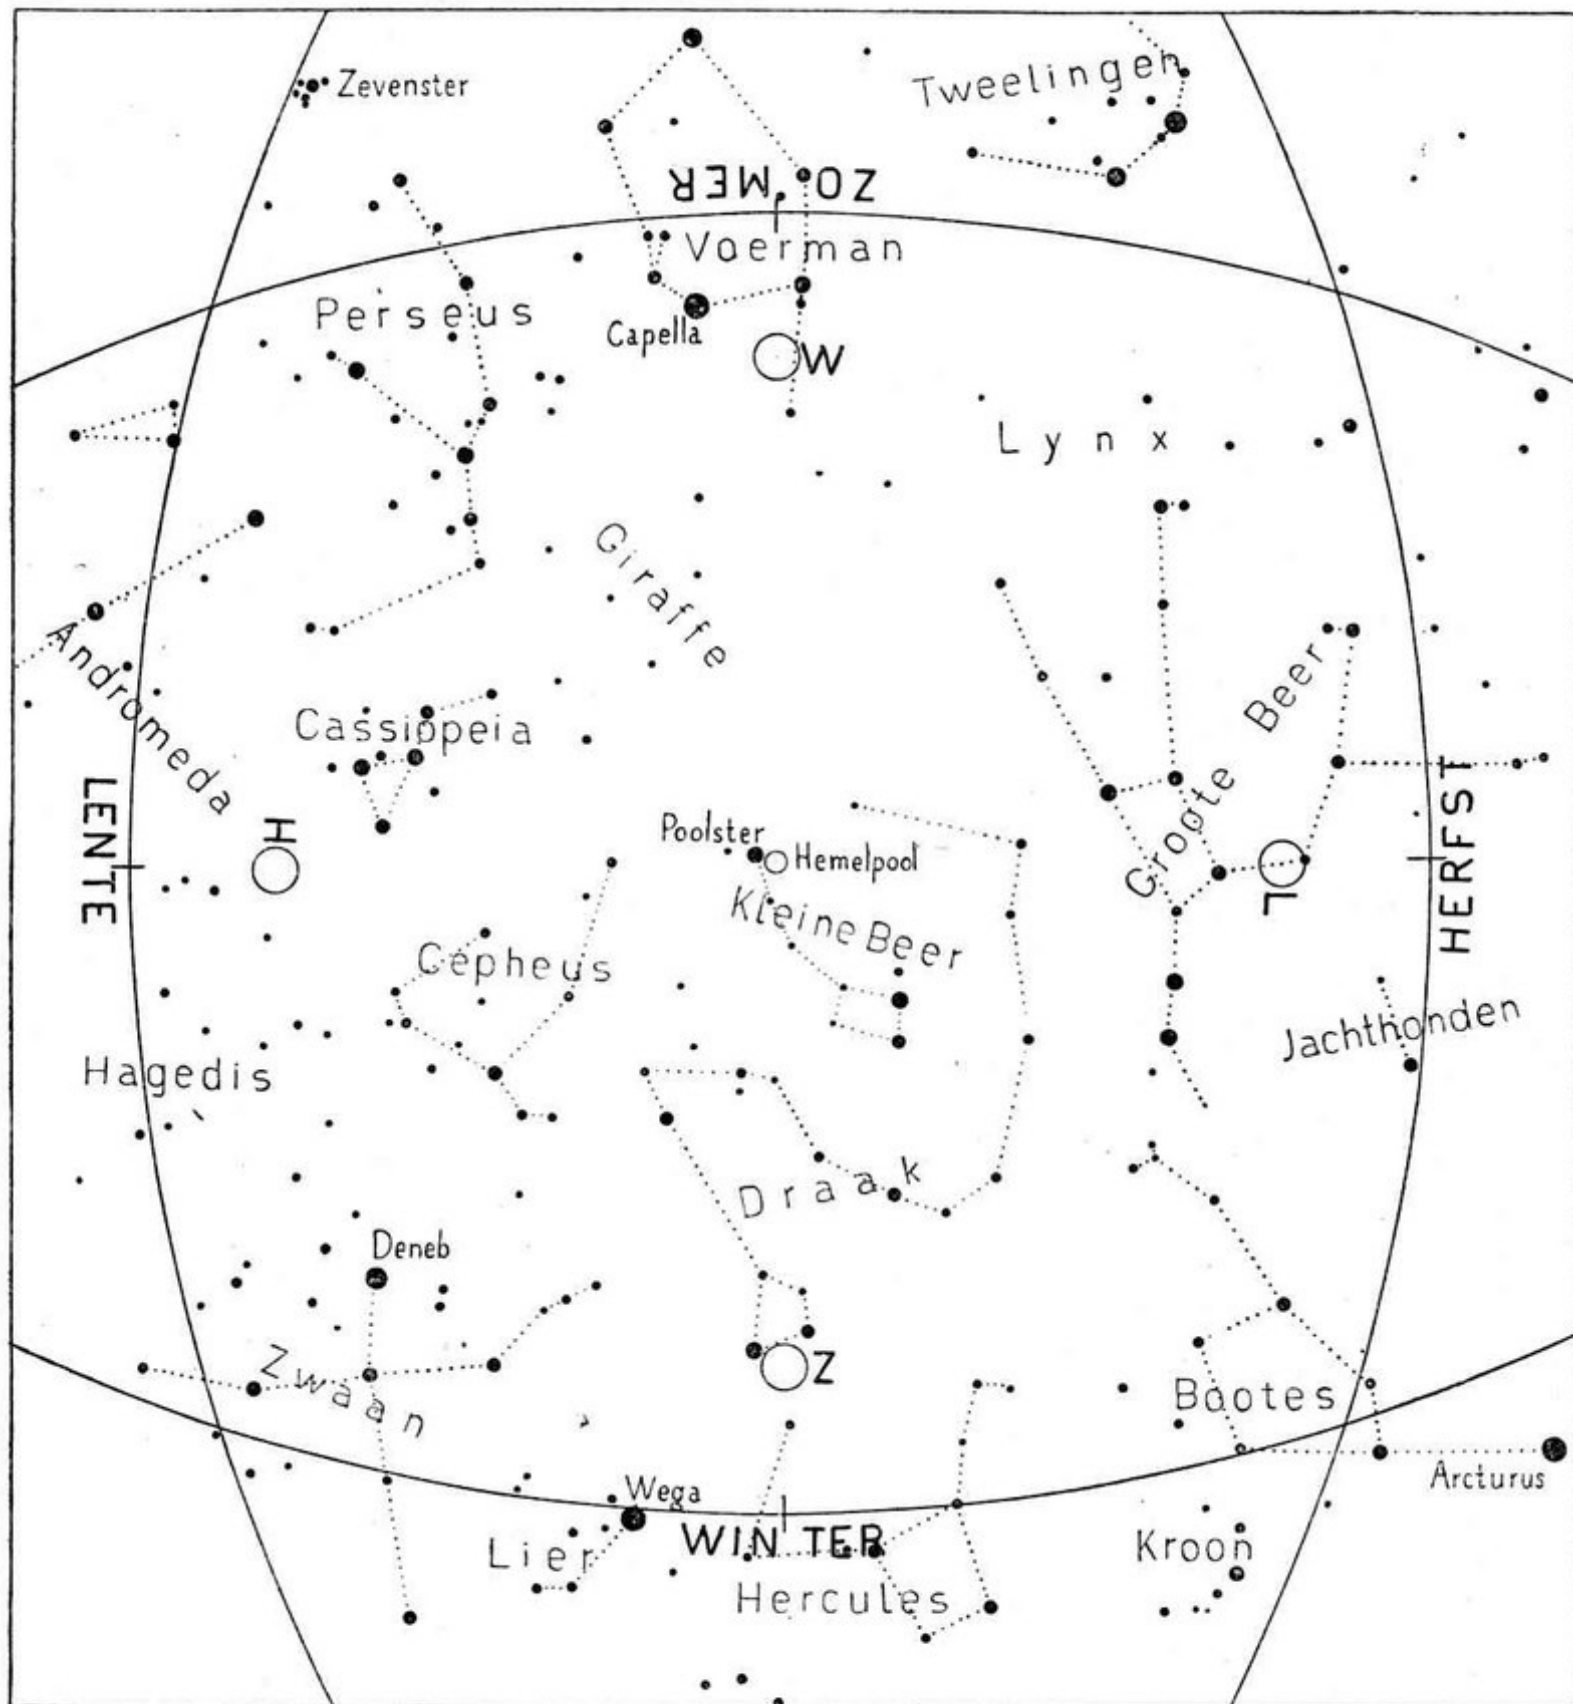 Zevenster
Tweelingen
ZOMER
Voerman
Perseus
Capella
W
Lynx
Giraffe
Andromeda
Cassiopeia
Groote Beer
LENTE
H
Poolster
Hemelpool
L
HERFST
Kleine Beer
Cepheus
Jachthonden
Hagedis
Draak
Deneb
Z
Zwaan
Bootes
Arcturus
Wega
WINTER
Lier
Kroon
Hercules